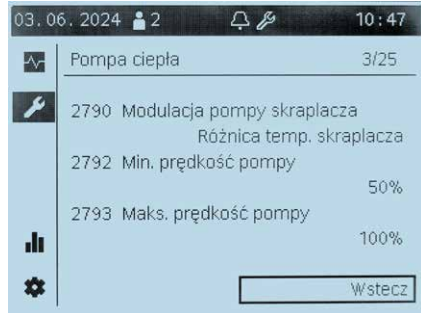 03.06.2024 2 10:47
Pompa ciepła 3/25
2790 Modulacja pompy skraplacza
Różnica temp. skraplacza
2792 Min. prędkość pompy
50%
2793 Maks. prędkość pompy
100%
Wstecz